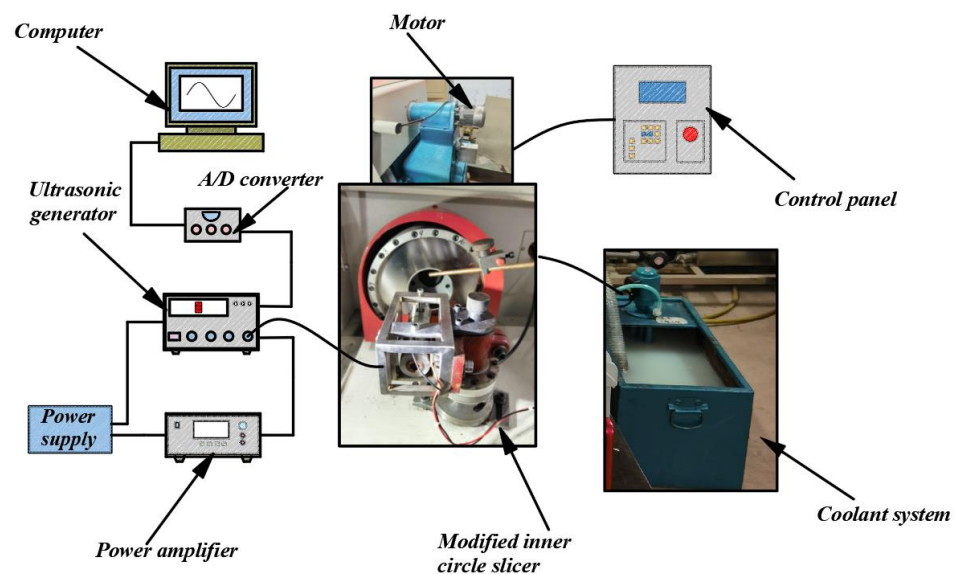 Computer
Motor
Ultrasonic
generator
A/D converter
Control panel
Power
supply
Power amplifier
Modified inner
circle slicer
Coolant system